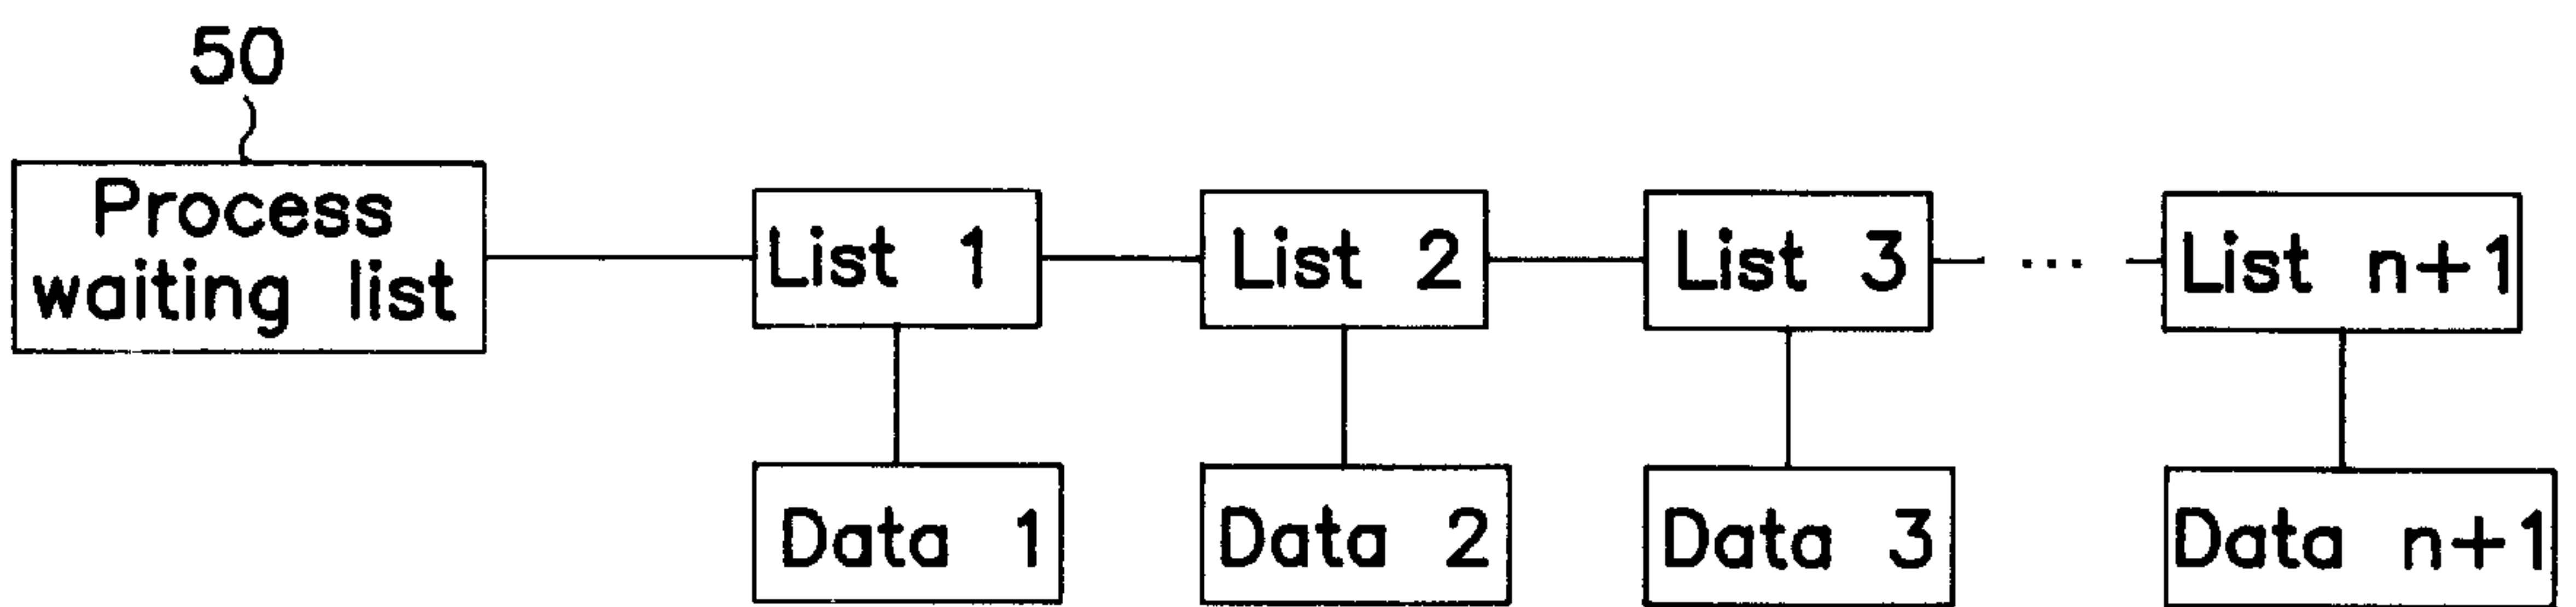 50
Process
waiting list
List 1
List 2
List 3
...
List n+1
Data 1
Data 2
Data 3
Data n+1